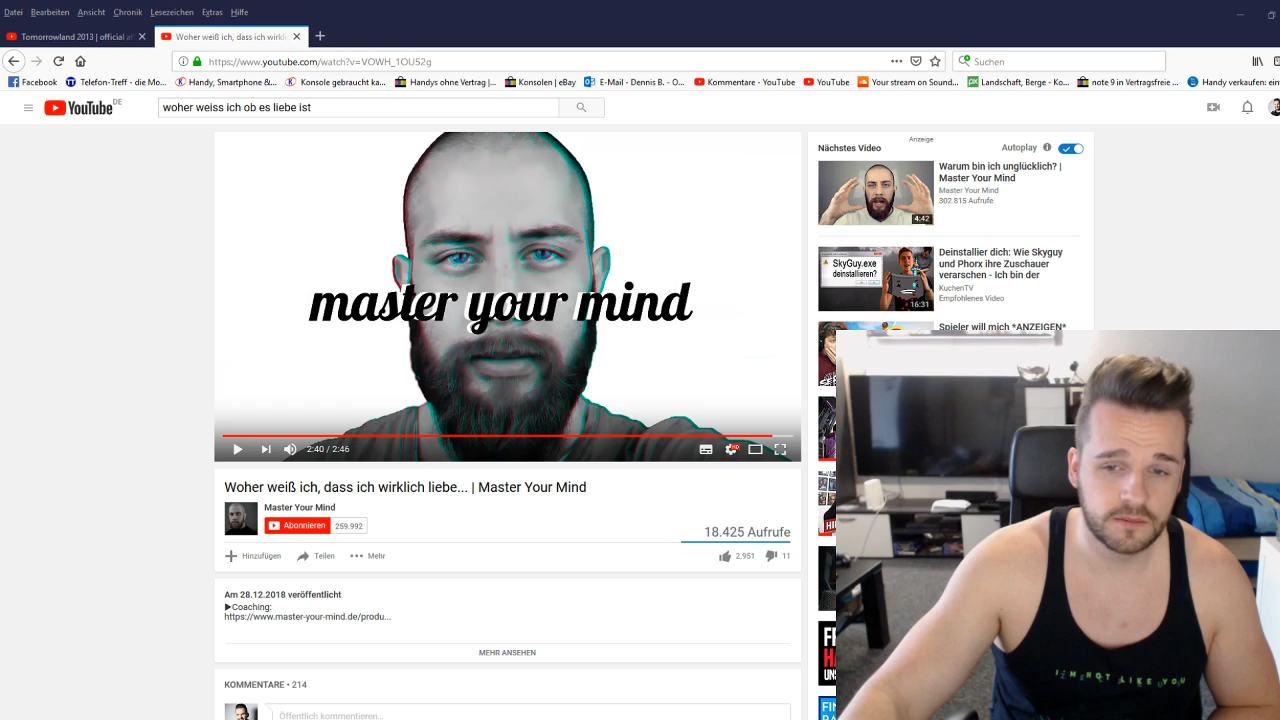 Datei Bearbeiten Ansicht Chronik Lesezeichen Extras Hilfe
Tomorrowland 2013 | official af
Woher weiß ich, dass ich wirklic
https://www.youtube.com/watch?v=VOWH_1OU52g
Suchen
Facebook
Telefon-Treff - die Mo...
Handy, Smartphone &...
Konsole gebraucht ka...
Handys ohne Vertrag |...
Konsolen | eBay
E-Mail – Dennis B. – O...
Kommentare - YouTube
YouTube
Your stream on Sound...
Landschaft, Berge - Ko...
note 9 in Vertragsfreie ...
Handy verkaufen: ein
YouTube DE
woher weiss ich ob es liebe ist
master your mind
2:40 / 2:46
HD
Woher weiß ich, dass ich wirklich liebe... | Master Your Mind
Master Your Mind
Abonnieren 259.992
18.425 Aufrufe
Hinzufügen Teilen Mehr
2.951 11
Am 28.12.2018 veröffentlicht
▶Coaching:
https://www.master-your-mind.de/produ...
MEHR ANSEHEN
KOMMENTARE • 214
Öffentlich kommentieren...
Anzeige
Nächstes Video
Autoplay
Warum bin ich unglücklich? |
Master Your Mind
Master Your Mind
302.815 Aufrufe
4:42
Deinstallier dich: Wie Skyguy
und Phorx ihre Zuschauer
verarschen - Ich bin der
KuchenTV
Empfohlenes Video
SkyGuy.exe
deinstallieren?
16:31
Spieler will mich *ANZEIGEN*
I'M NOT LIKE YOU